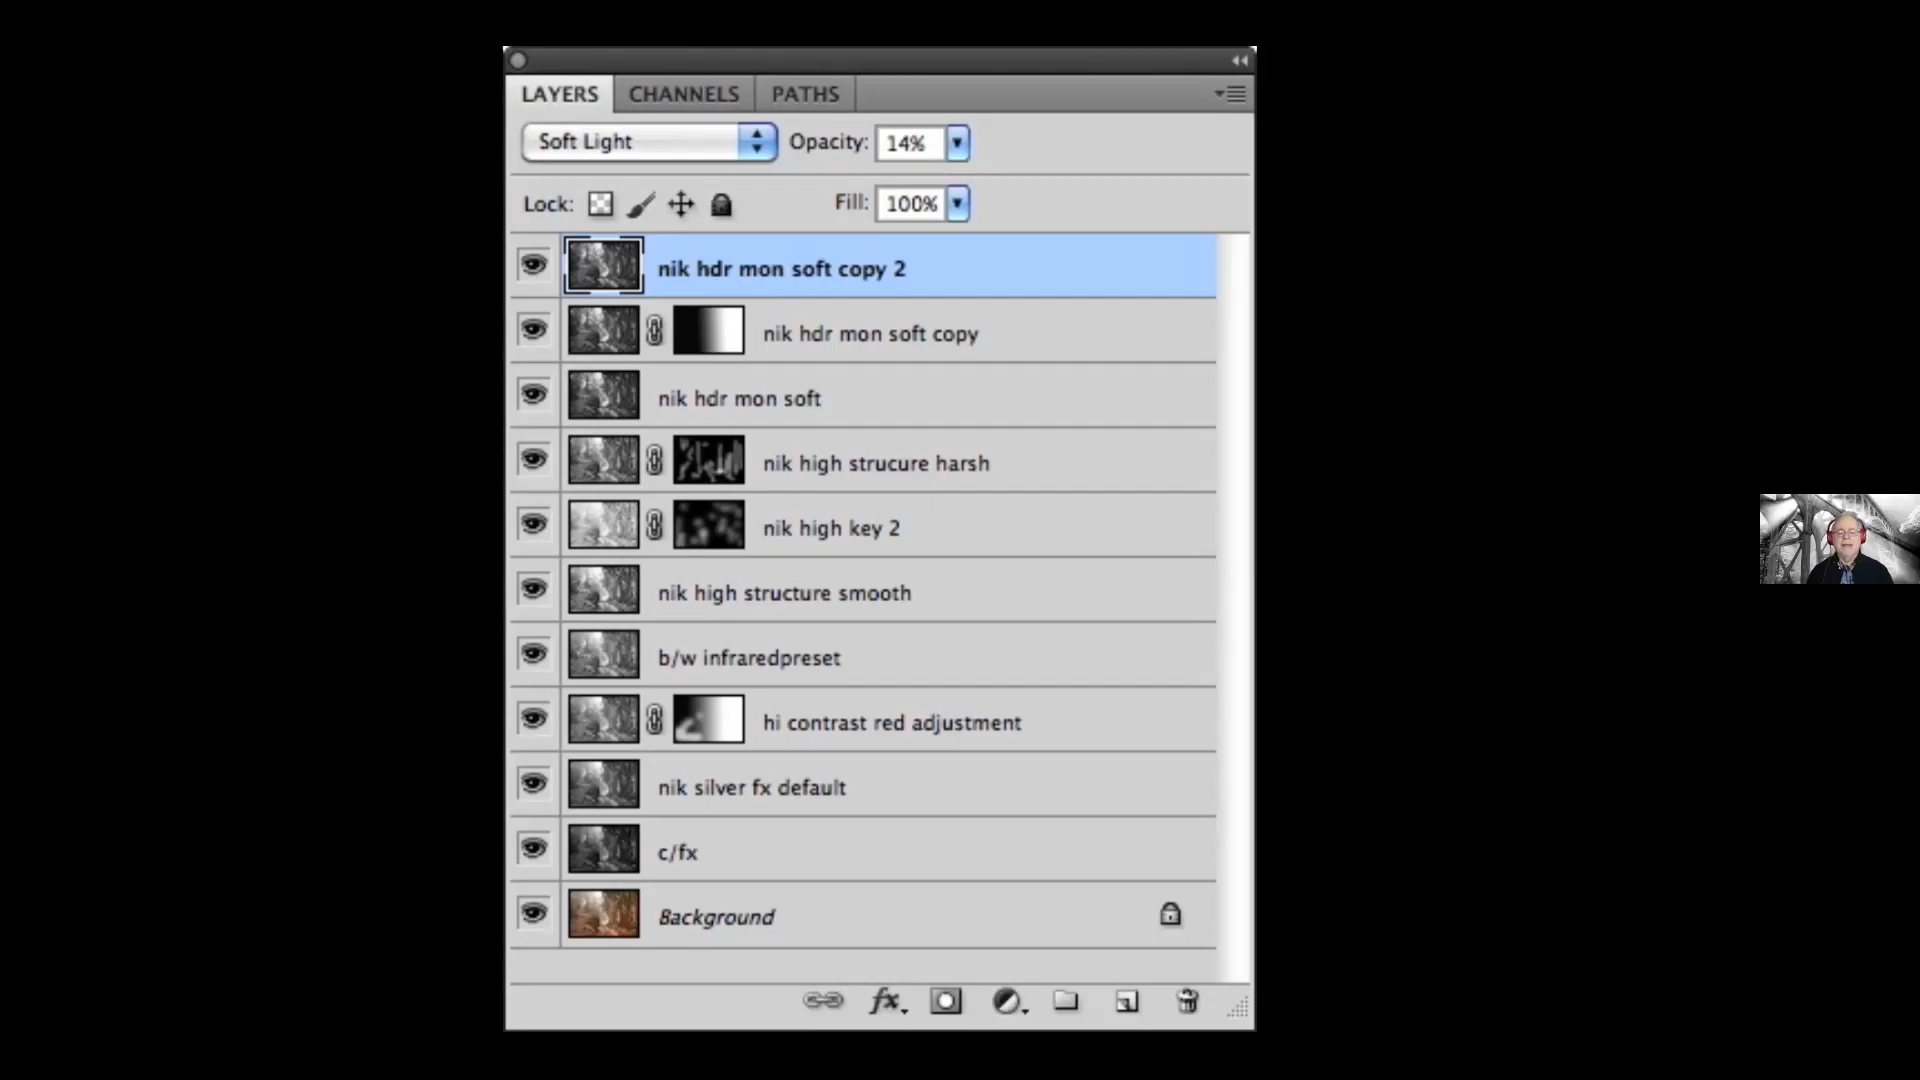 LAYERS CHANNELS PATHS
Soft Light Opacity: 14%
Lock: Fill: 100%
nik hdr mon soft copy 2
nik hdr mon soft copy
nik hdr mon soft
nik high strucure harsh
nik high key 2
nik high structure smooth
b/w infraredpreset
hi contrast red adjustment
nik silver fx default
c/fx
Background
fx